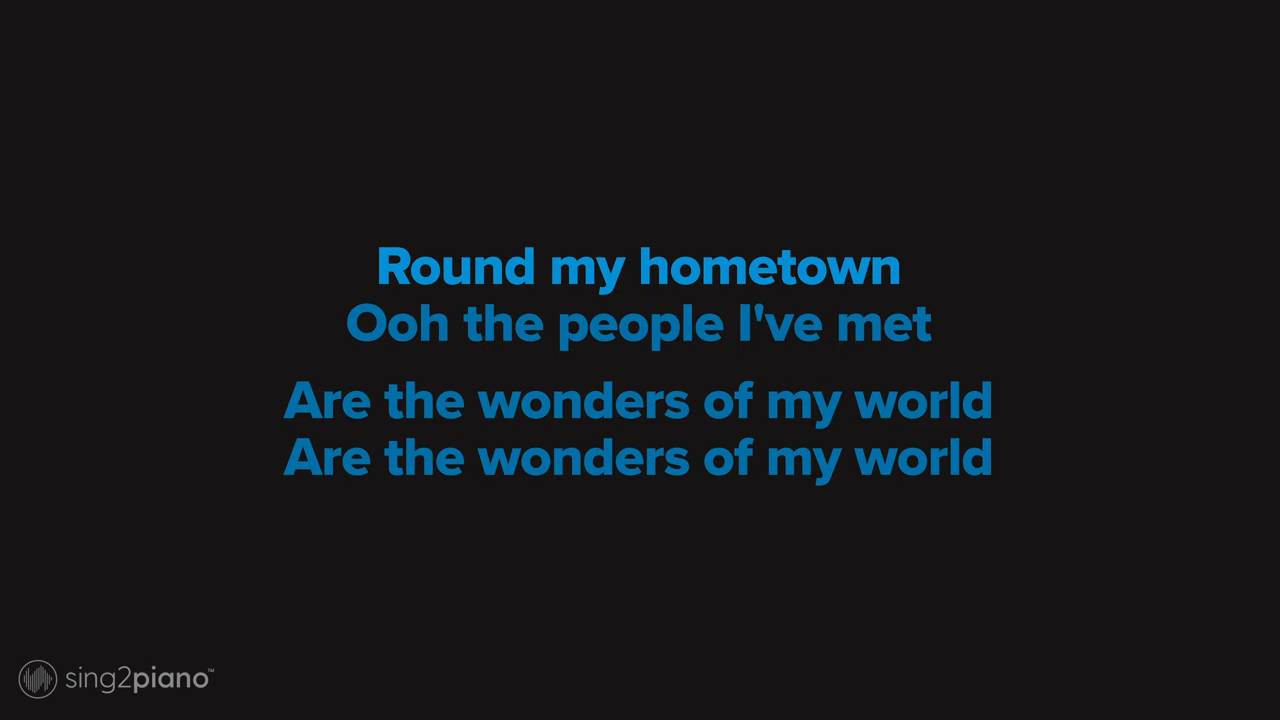 Round my hometown
Ooh the people I've met
Are the wonders of my world
Are the wonders of my world
sing2piano™